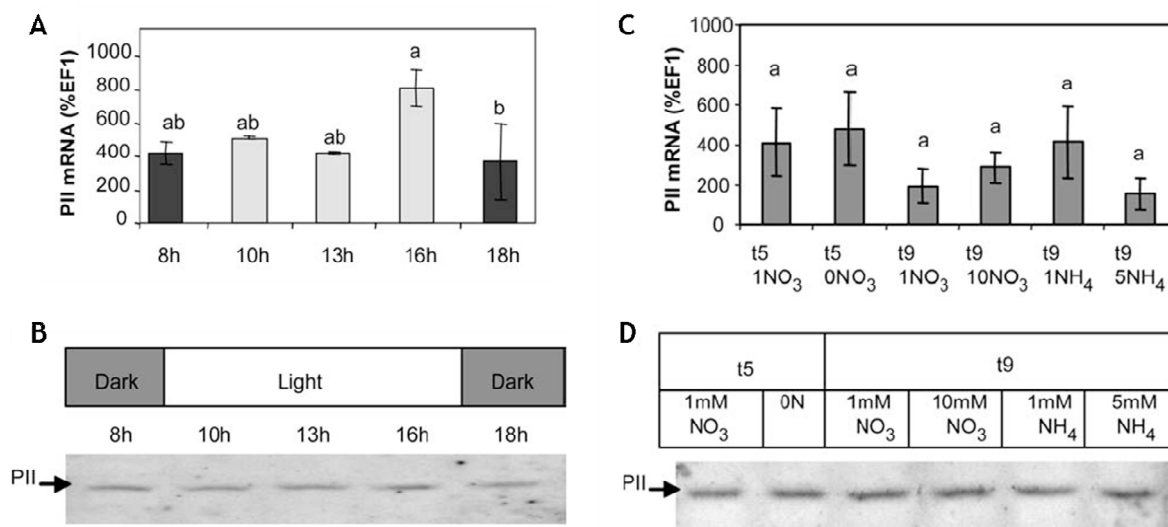 A
PII mRNA (%EF1)
1000
800
600
400
200
0
ab
ab
ab
a
b
8h
10h
13h
16h
18h
B
Dark
Light
Dark
8h
10h
13h
16h
18h
PII
C
PII mRNA (%EF1)
1000
800
600
400
200
0
a
a
a
a
a
a
t5 t5 t9 t9 t9 t9
1NO3 0NO3 1NO3 10NO3 1NH4 5NH4
D
t5
t9
1mM 0N 1mM 10mM 1mM 5mM
NO3 NO3 NO3 NH4 NH4
PII